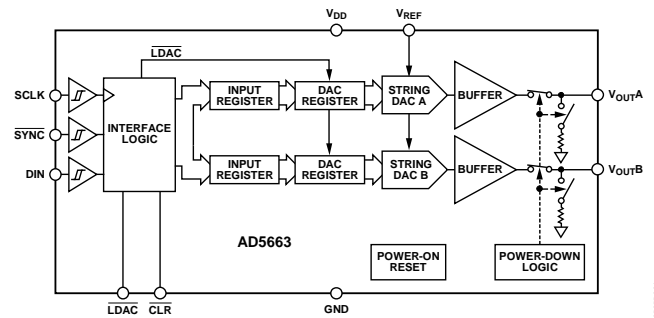 VDD
VREF
LDAC
SCLK
SYNC
DIN
INTERFACE
LOGIC
INPUT
REGISTER
DAC
REGISTER
STRING
DAC A
BUFFER
VOUTA
INPUT
REGISTER
DAC
REGISTER
STRING
DAC B
BUFFER
VOUTB
AD5663
POWER-ON
RESET
POWER-DOWN
LOGIC
LDAC
CLR
GND